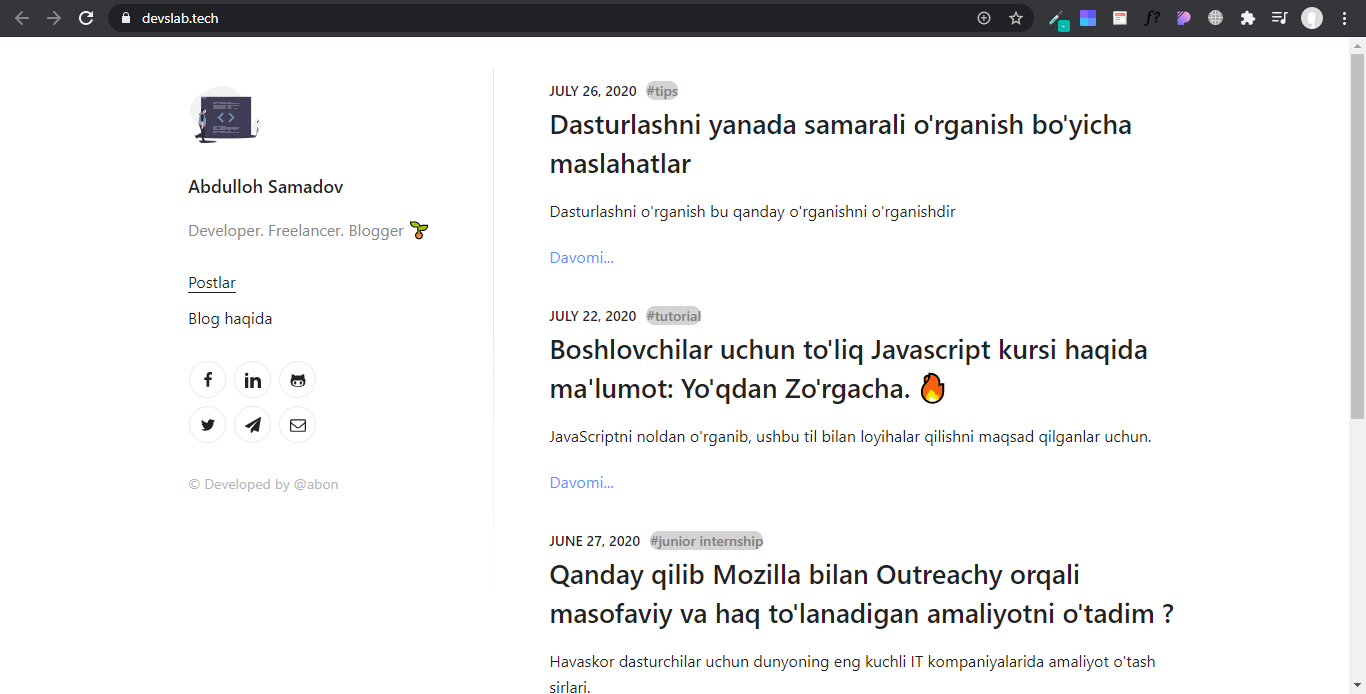 devslab.tech
Abdulloh Samadov
Developer. Freelancer. Blogger
Postlar
Blog haqida
© Developed by @abon
JULY 26, 2020 #tips
Dasturlashni yanada samarali o'rganish bo'yicha
maslahatlar
Dasturlashni o'rganish bu qanday o'rganishni o'rganishdir
Davomi...
JULY 22, 2020 #tutorial
Boshlovchilar uchun to'liq Javascript kursi haqida
ma'lumot: Yo'qdan Zo'rgacha. 🔥
JavaScriptni noldan o'rganib, ushbu til bilan loyihalar qilishni maqsad qilganlar uchun.
Davomi...
JUNE 27, 2020 #junior internship
Qanday qilib Mozilla bilan Outreachy orqali
masofaviy va haq to'lanadigan amaliyotni o'tadim ?
Havaskor dasturchilar uchun dunyoning eng kuchli IT kompaniyalarida amaliyot o'tash
sirlari.